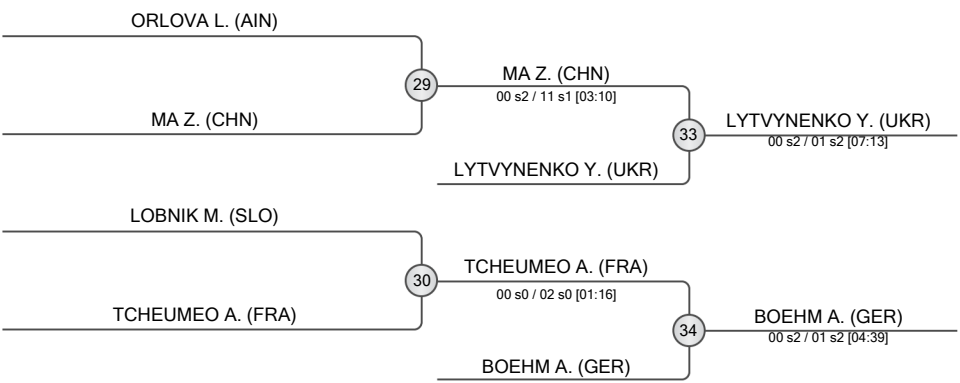 ORLOVA L. (AIN)
29
MA Z. (CHN)
00 s2 / 11 s1 [03:10]
MA Z. (CHN)
LYTVYNENKO Y. (UKR)
33
00 s2 / 01 s2 [07:13]
LYTVYNENKO Y. (UKR)
LOBNIK M. (SLO)
30
TCHEUMEO A. (FRA)
00 s0 / 02 s0 [01:16]
TCHEUMEO A. (FRA)
BOEHM A. (GER)
34
00 s2 / 01 s2 [04:39]
BOEHM A. (GER)